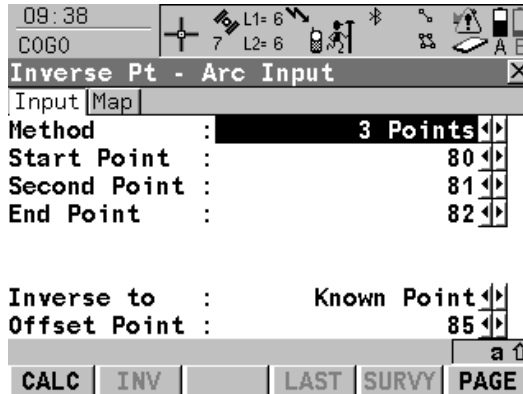 09:38
COGO
L1= 6
7 L2= 6
A B
Inverse Pt - Arc Input
Input Map
Method : 3 Points
Start Point : 80
Second Point : 81
End Point : 82
Inverse to : Known Point
Offset Point : 85
a
CALC INV LAST SURVY PAGE